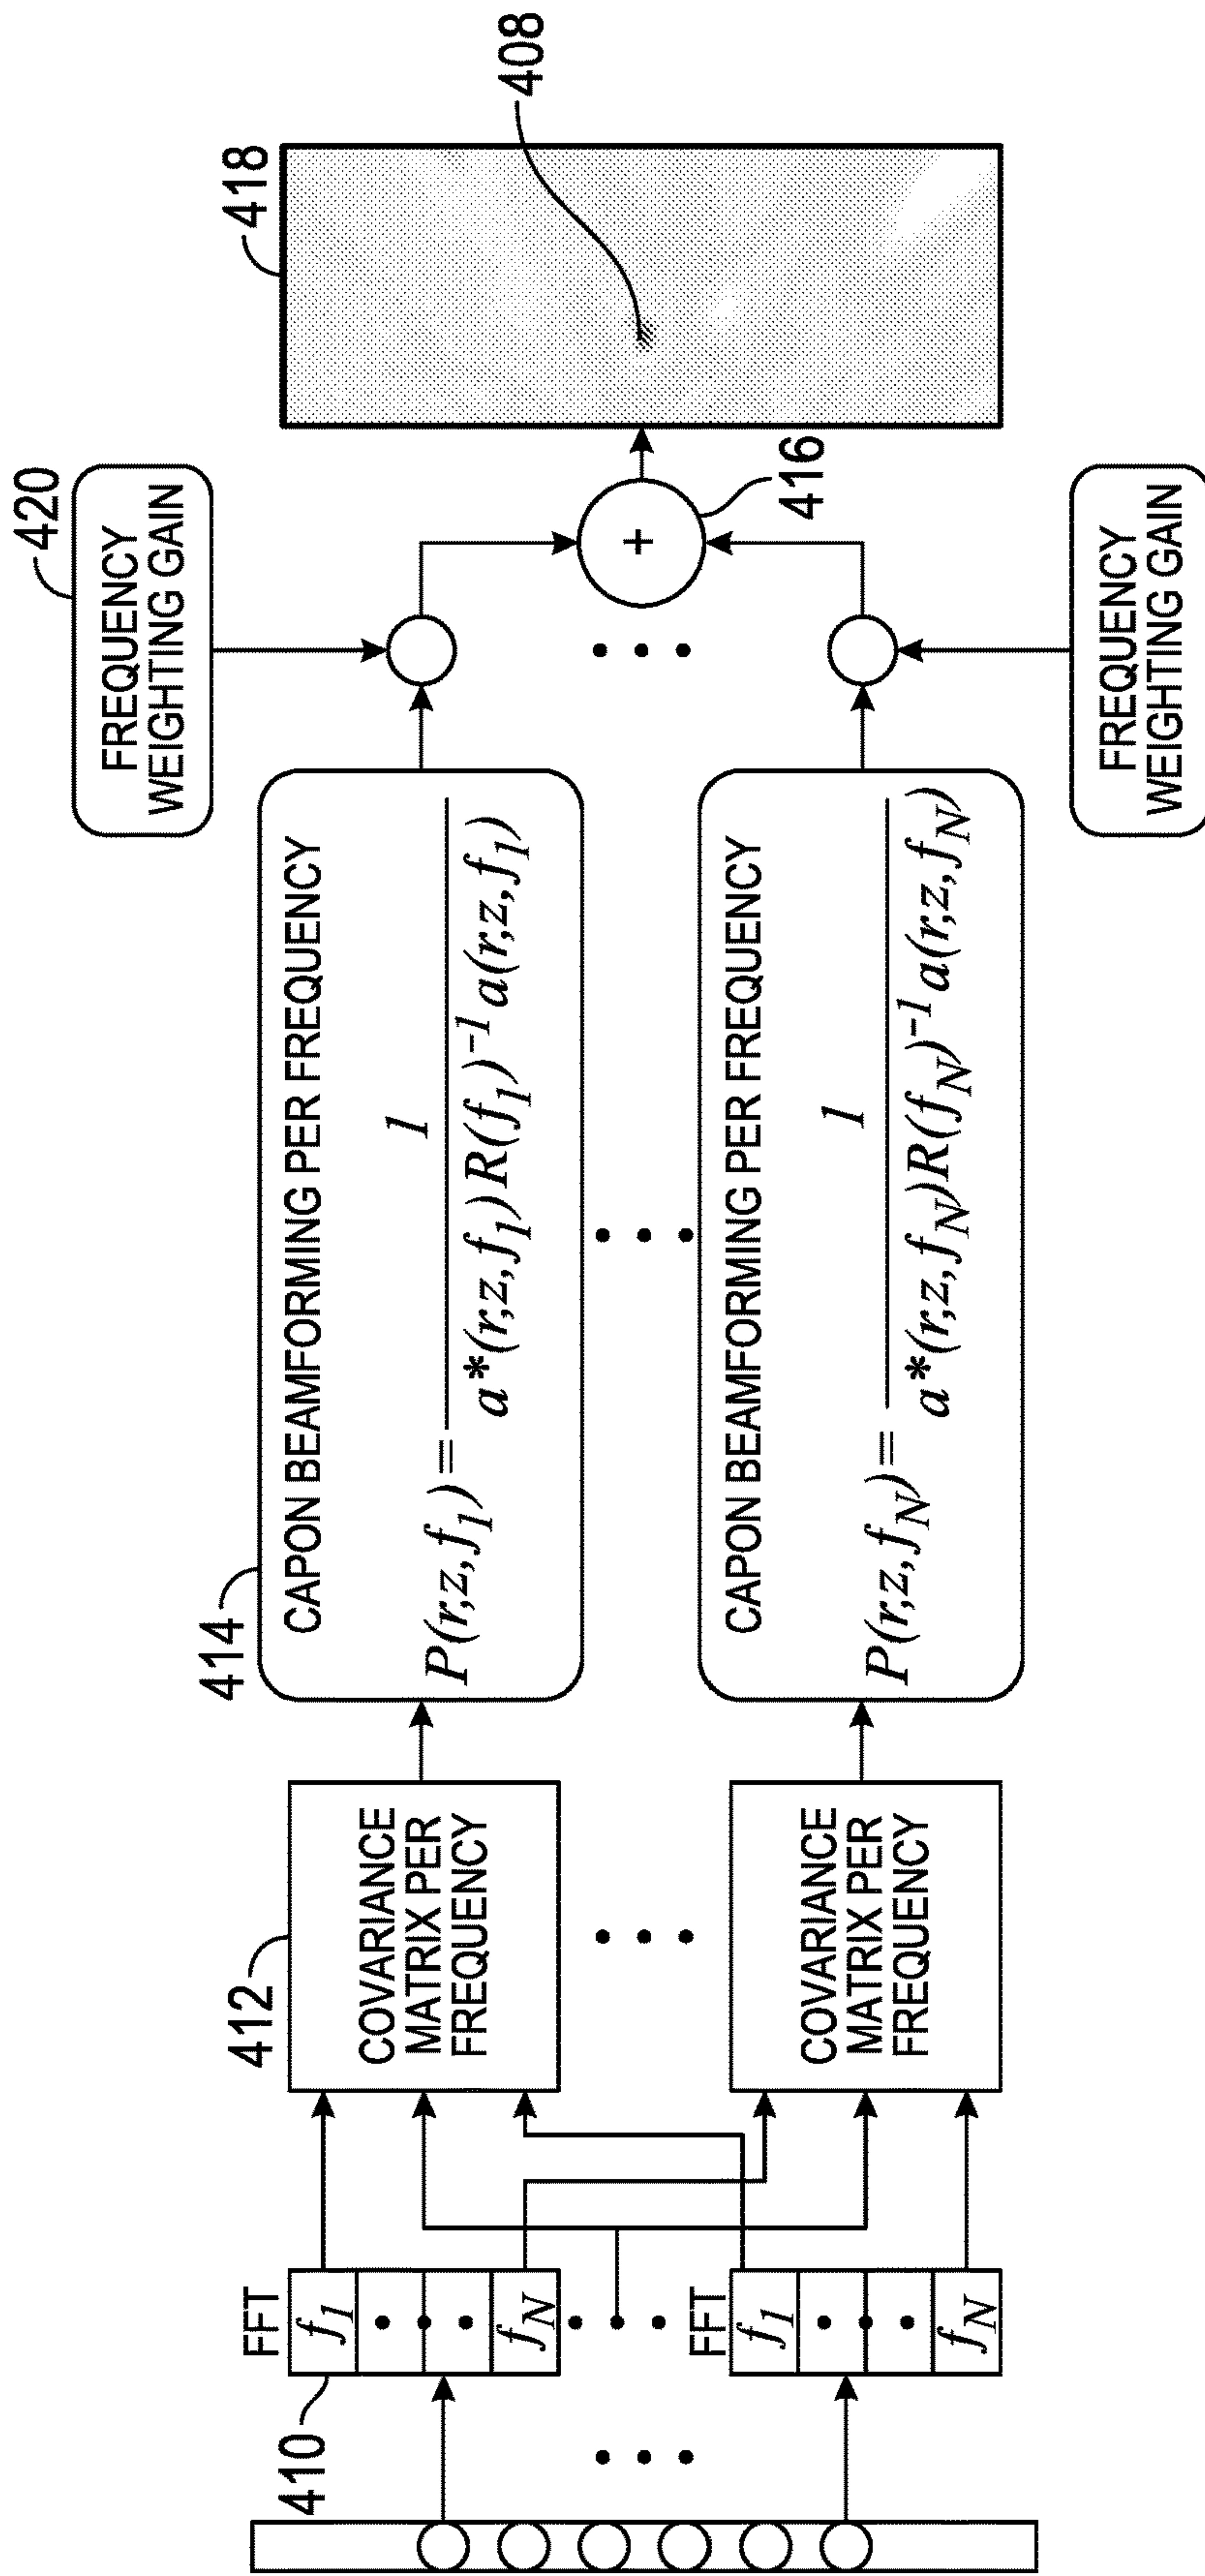 410
FFT
f1
fN
FFT
f1
fN
412
COVARIANCE
MATRIX PER
FREQUENCY
COVARIANCE
MATRIX PER
FREQUENCY
414
CAPON BEAMFORMING PER FREQUENCY
P(r,z,f1)= 1 / a*(r,z,f1)R(f1)^-1 a(r,z,f1)
CAPON BEAMFORMING PER FREQUENCY
P(r,z,fN)= 1 / a*(r,z,fN)R(fN)^-1 a(r,z,fN)
420
FREQUENCY
WEIGHTING GAIN
+
416
FREQUENCY
WEIGHTING GAIN
418
408